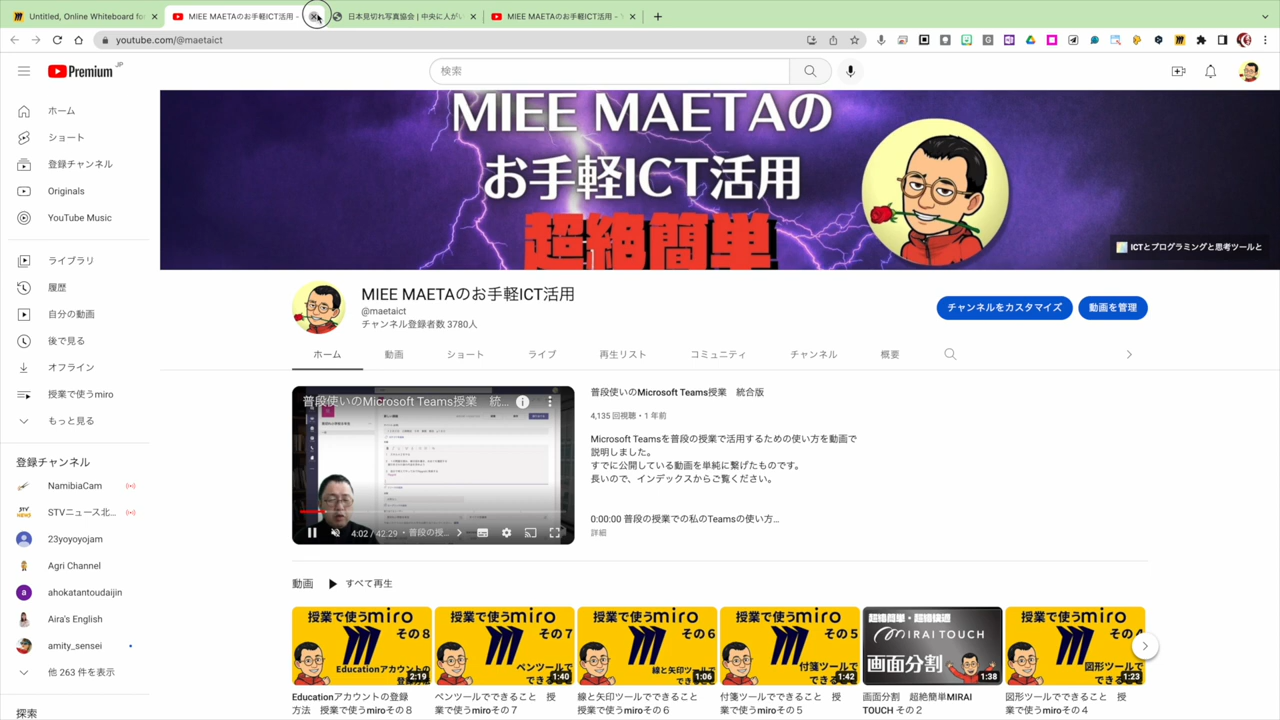 Untitled, Online Whiteboard for
MIEE MAETAのお手軽ICT活用 -
日本見切れ写真協会 | 中央に人が
MIEE MAETAのお手軽ICT活用 -
youtube.com/@maetaict
Premium JP
検索
ホーム
ショート
登録チャンネル
Originals
YouTube Music
ライブラリ
履歴
自分の動画
後で見る
オフライン
授業で使うmiro
もっと見る
登録チャンネル
NamibiaCam
STVニュース北...
23yoyoyojam
Agri Channel
ahokatantoudaijin
Aira's English
amity_sensei
他 263 件を表示
探索
MIEE MAETAの
お手軽ICT活用
超絶簡単
ICTとプログラミングと思考ツールと
MIEE MAETAのお手軽ICT活用
@maetaict
チャンネル登録者数 3780人
チャンネルをカスタマイズ
動画を管理
ホーム
動画
ショート
ライブ
再生リスト
コミュニティ
チャンネル
概要
普段使いのMicrosoft Teams授業 統...
4:02 / 42:29 • 普段の授...
普段使いのMicrosoft Teams授業 統合版
4,135 回視聴 • 1 年前
Microsoft Teamsを普段の授業で活用するための使い方を動画で
説明しました。
すでに公開している動画を単純に繋げたものです。
長いので、インデックスからご覧ください。
0:00:00 普段の授業での私のTeamsの使い方...
詳細
動画
すべて再生
授業で使うmiro
その8
Educationアカウントの
2:19
授業で使うmiro
その7
ペンツールで
1:40
授業で使うmiro
その6
線と矢印ツールで
1:06
授業で使うmiro
その5
付箋ツールで
1:42
超絶簡単・超絶快適
MIRAI TOUCH
画面分割
1:38
授業で使うmiro
その4
図形ツールで
1:23
Educationアカウントの登録
方法 授業で使うmiroその８
ペンツールでできること 授
業で使うmiroその７
線と矢印ツールでできること
授業で使うmiroその６
付箋ツールでできること 授
業で使うmiroその５
画面分割 超絶簡単MIRAI
TOUCH その２
図形ツールでできること 授
業で使うmiroその４